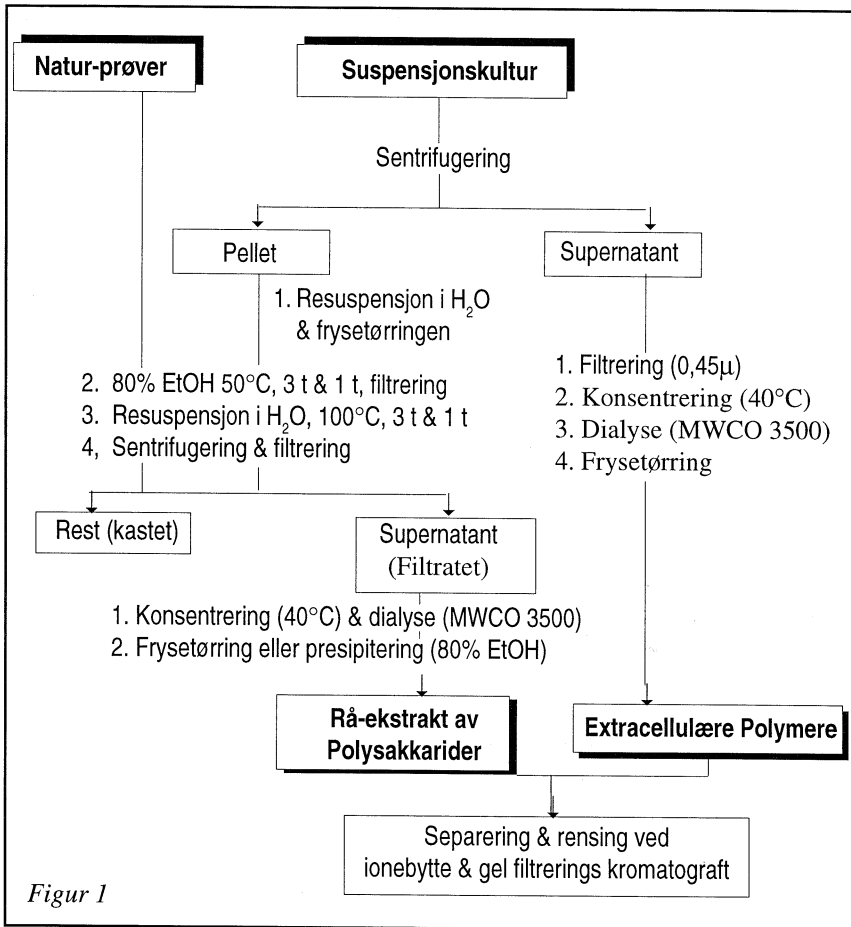 Natur-prøver
Suspensjonskultur
Sentrifugering
Pellet
Supernatant
1. Resuspensjon i H₂O
& frysetørringen
2. 80% EtOH 50°C, 3 t & 1 t, filtrering
3. Resuspensjon i H₂O, 100°C, 3 t & 1 t
4, Sentrifugering & filtrering
1. Filtrering (0,45µ)
2. Konsentrering (40°C)
3. Dialyse (MWCO 3500)
4. Frysetørring
Rest (kastet)
Supernatant
(Filtratet)
1. Konsentrering (40°C) & dialyse (MWCO 3500)
2. Frysetørring eller presipitering (80% EtOH)
Rå-ekstrakt av
Polysakkarider
Extracellulære Polymere
Separering & rensing ved
ionebytte & gel filtrerings kromatograft
Figur 1